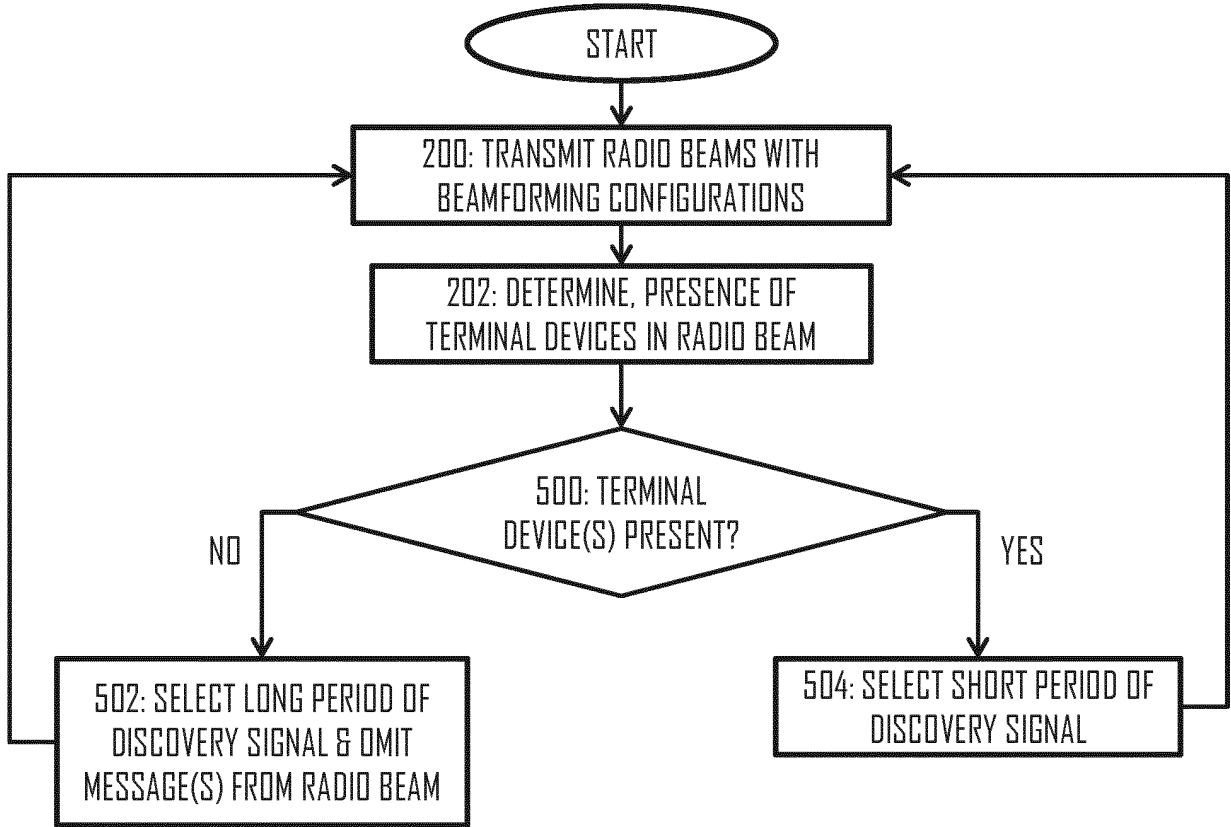 START
200: TRANSMIT RADIO BEAMS WITH
BEAMFORMING CONFIGURATIONS
202: DETERMINE, PRESENCE OF
TERMINAL DEVICES IN RADIO BEAM
500: TERMINAL
DEVICE(S) PRESENT?
NO
YES
502: SELECT LONG PERIOD OF
DISCOVERY SIGNAL & OMIT
MESSAGE(S) FROM RADIO BEAM
504: SELECT SHORT PERIOD OF
DISCOVERY SIGNAL